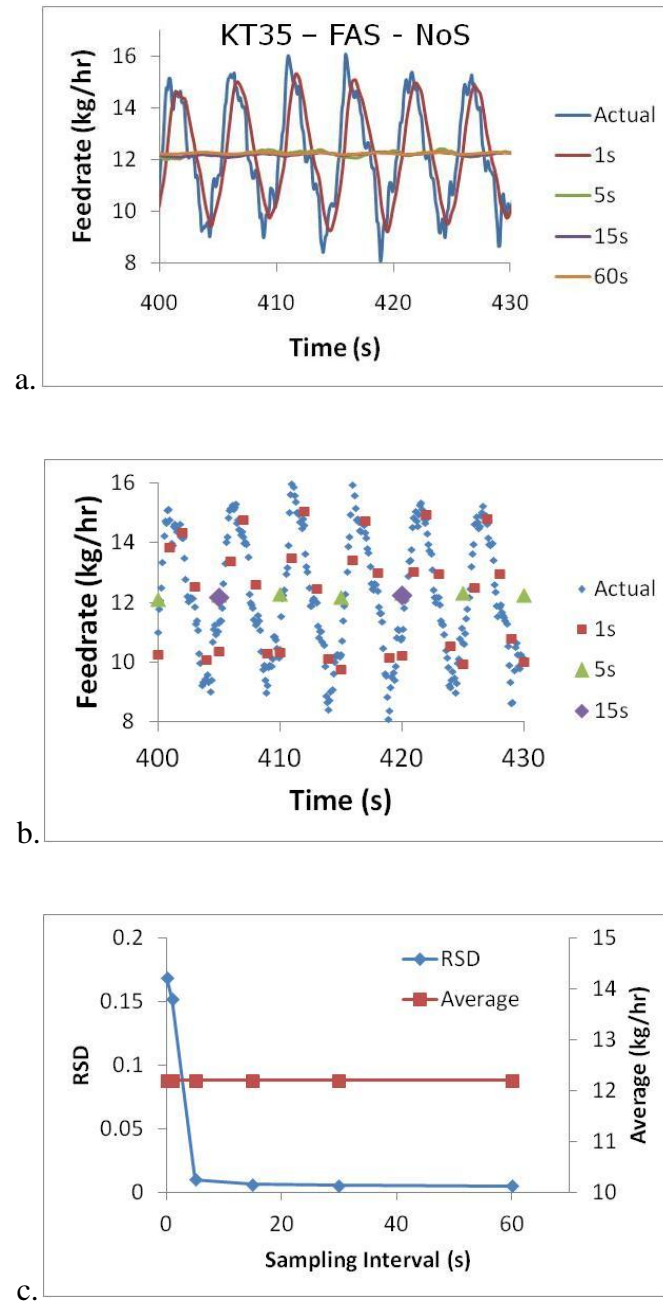 KT35 – FAS - NoS
Feedrate (kg/hr)
16
14
12
10
8
400
410
420
430
Time (s)
Actual
1s
5s
15s
60s
a.
Feedrate (kg/hr)
16
14
12
10
8
400
410
420
430
Time (s)
Actual
1s
5s
15s
b.
RSD
0.2
0.15
0.1
0.05
0
0
20
40
60
Sampling Interval (s)
RSD
Average
15
14
13
12
11
10
Average (kg/hr)
c.